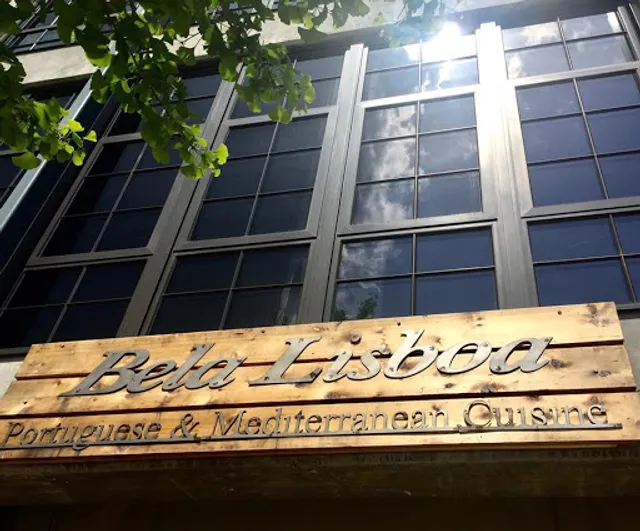 Bela Lisboa
Portuguese & Mediterranean Cuisine